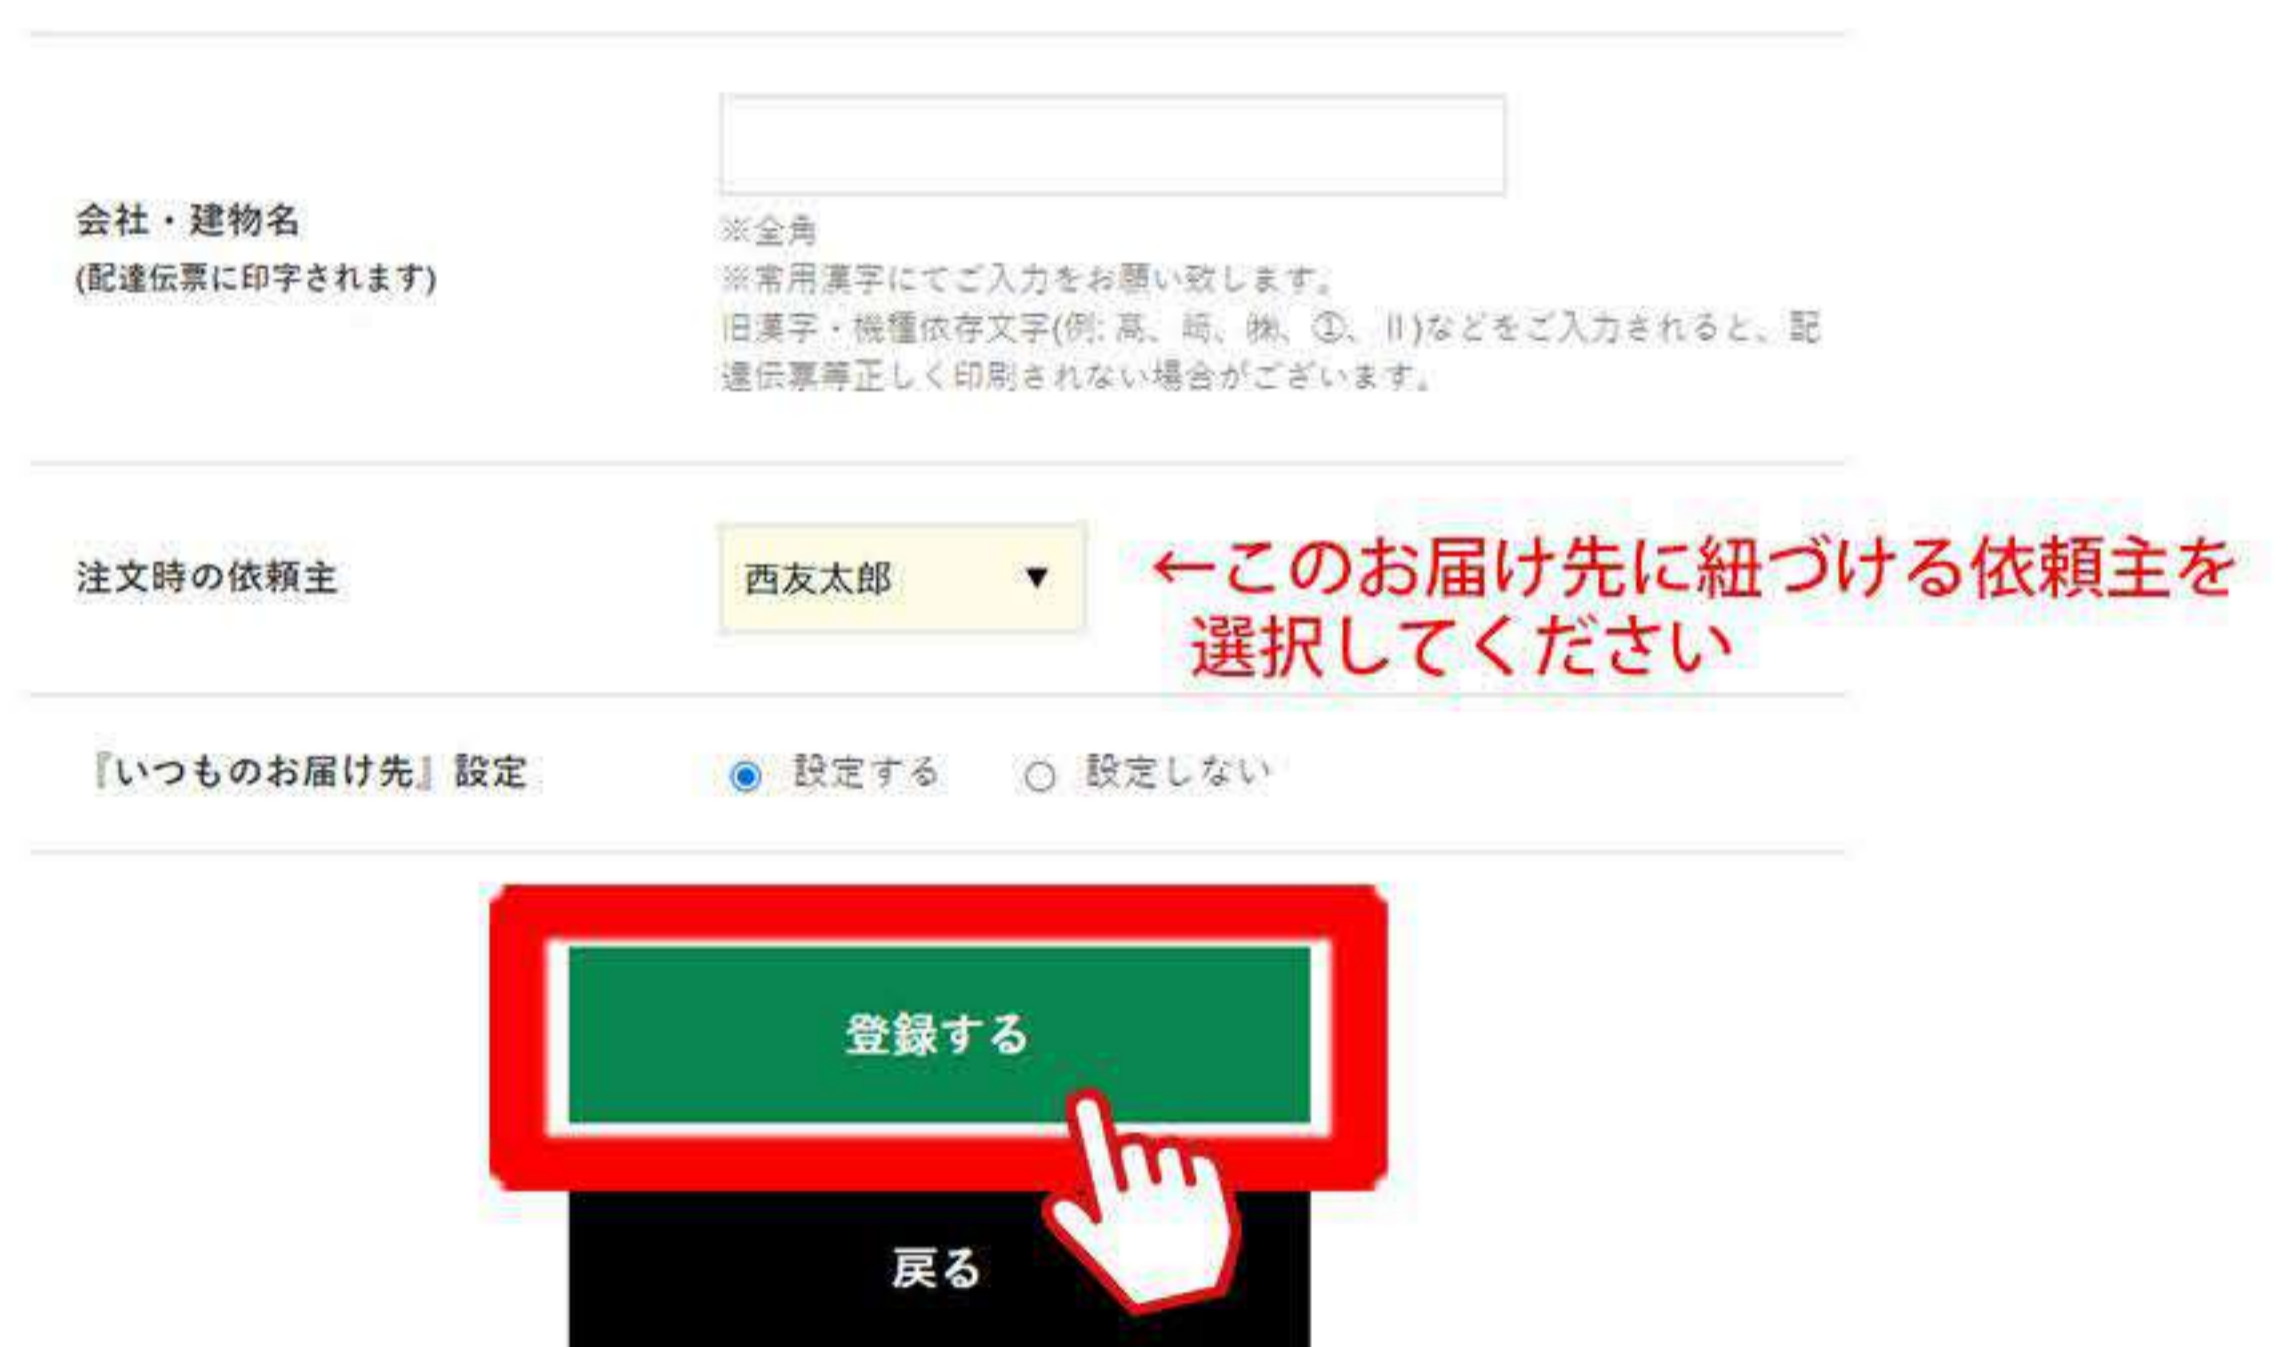 会社・建物名
(配達伝票に印字されます)
※全角
※常用漢字にてご入力をお願い致します。
旧漢字・機種依存文字(例: 髙、﨑、㈱、①、Ⅱ)などをご入力されると、配
達伝票等正しく印刷されない場合がございます。
注文時の依頼主
西友太郎 ▼
←このお届け先に紐づける依頼主を
選択してください
『いつものお届け先』設定
設定する 設定しない
登録する
戻る